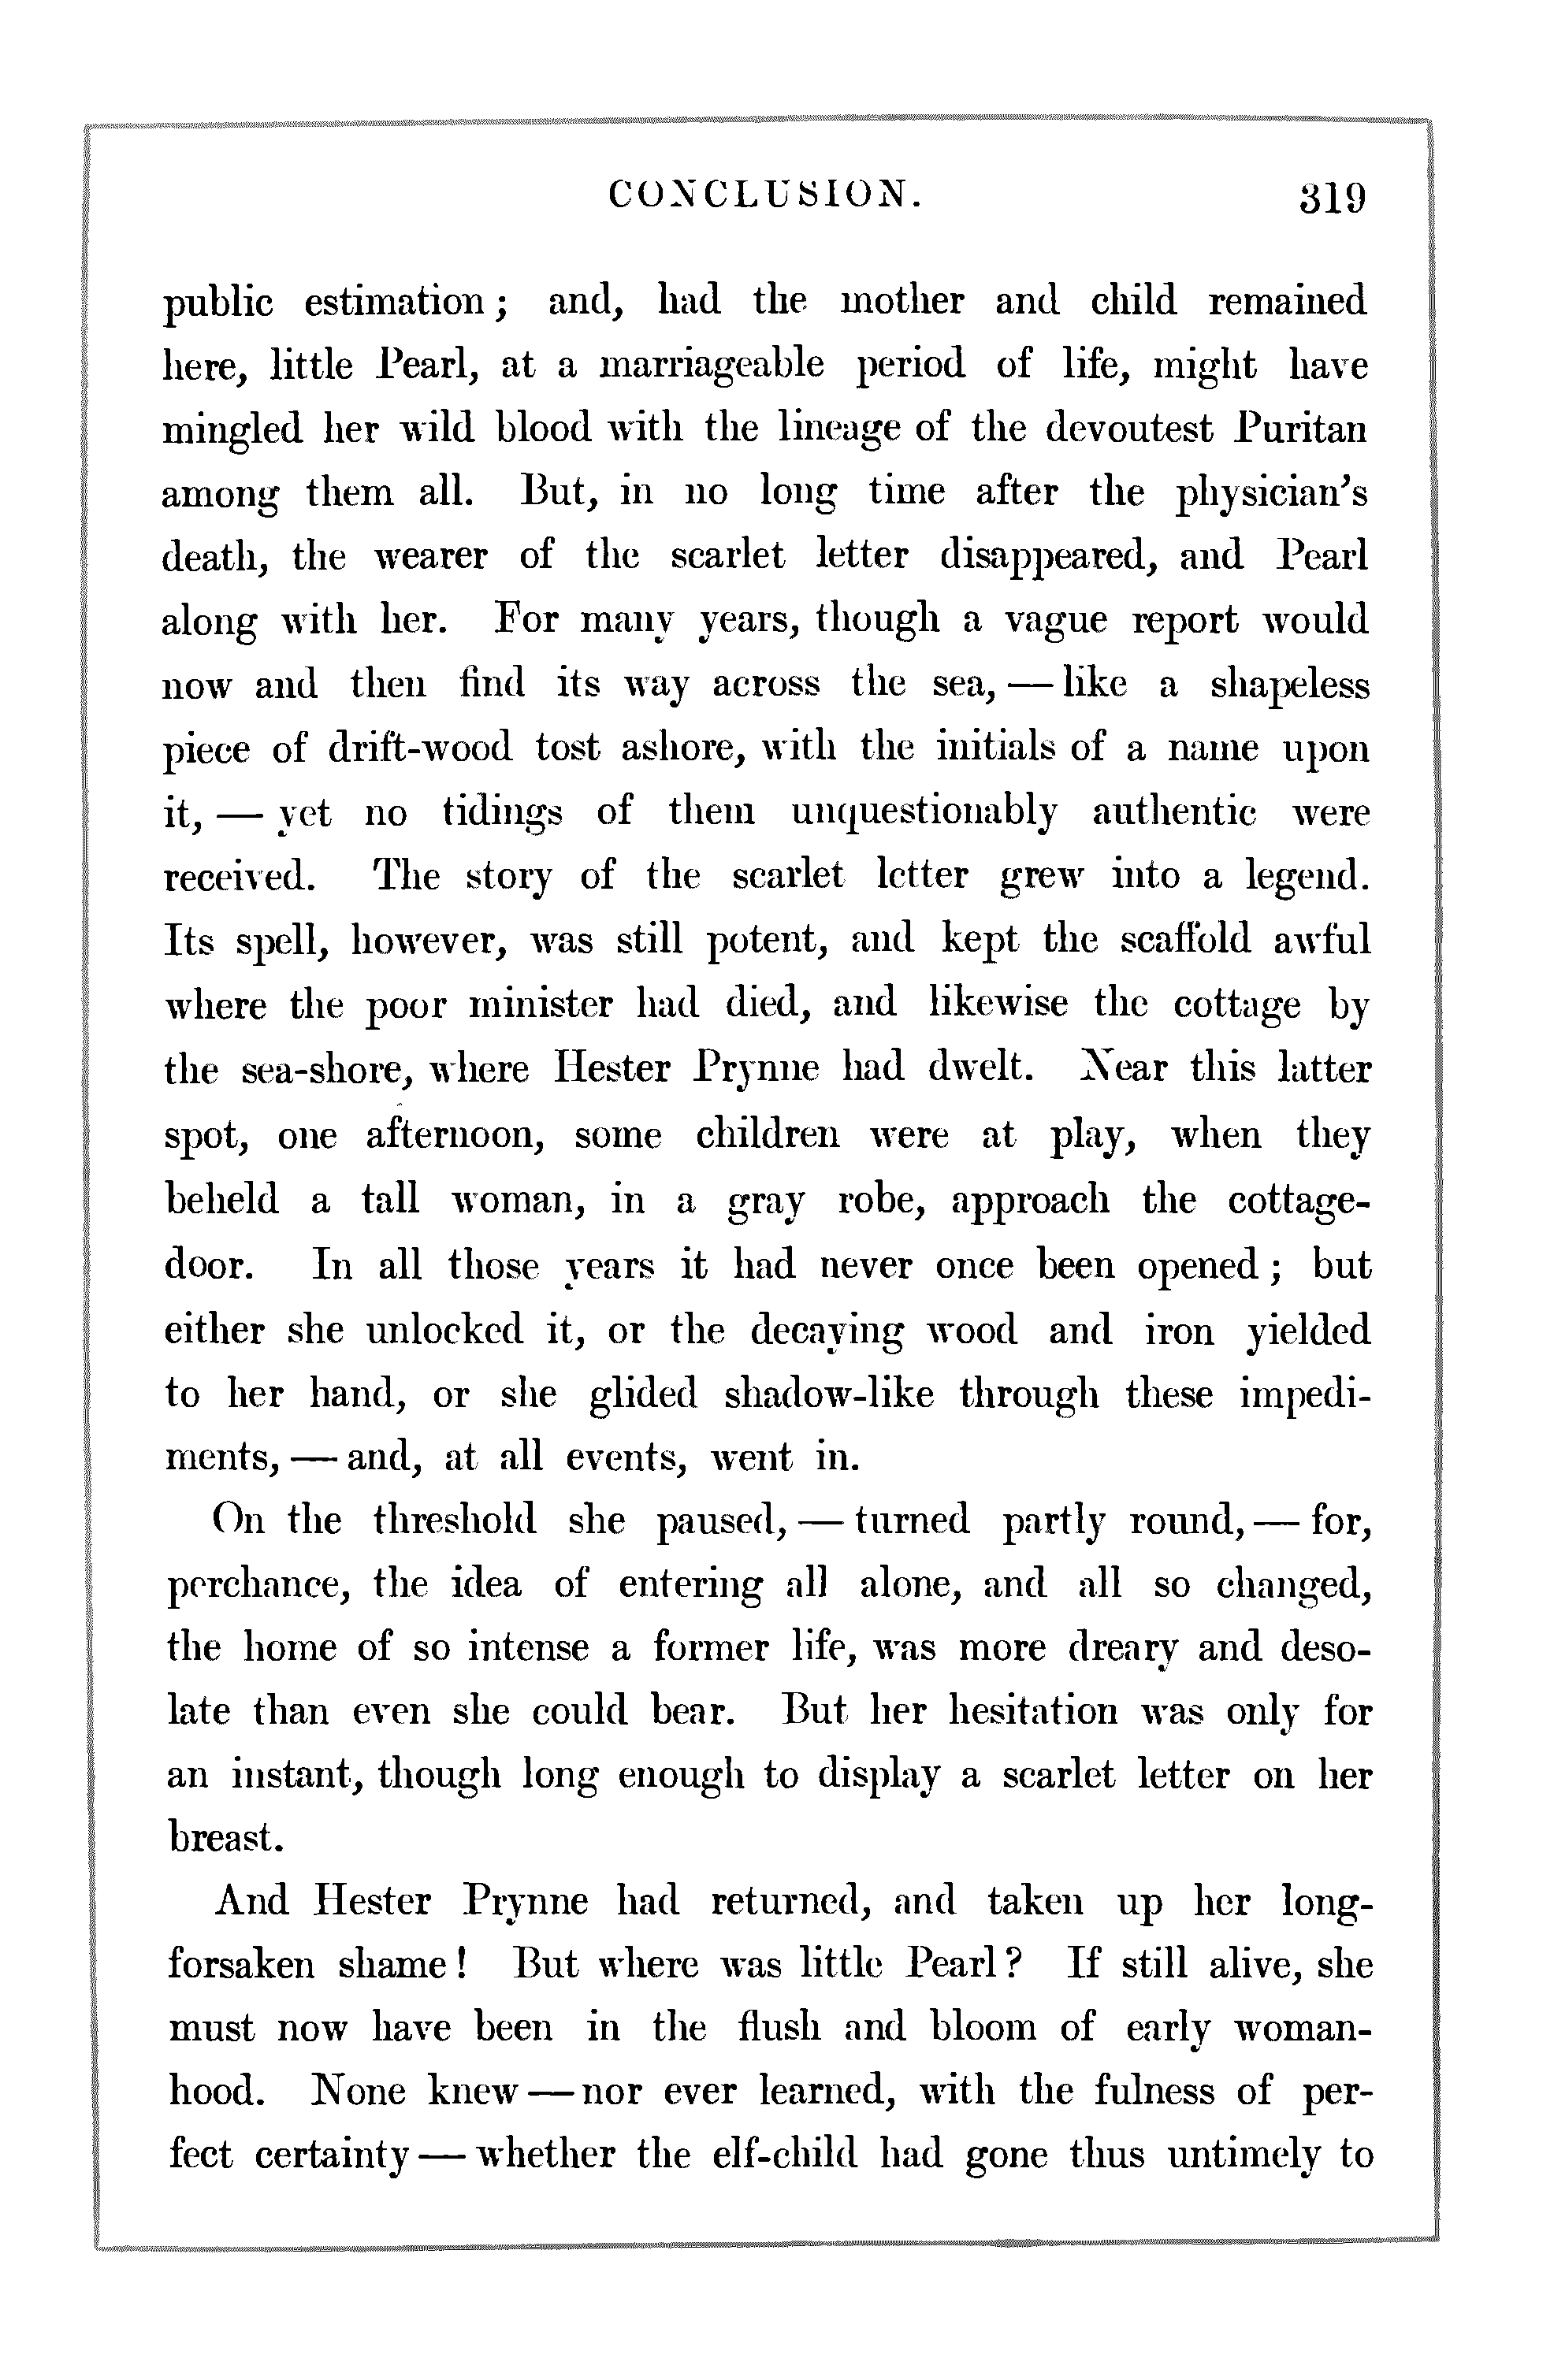 CONCLUSION. 319
public estimation; and, had the mother and child remained
here, little Pearl, at a marriageable period of life, might have
mingled her wild blood with the lineage of the devoutest Puritan
among them all. But, in no long time after the physician's
death, the wearer of the scarlet letter disappeared, and Pearl
along with her. For many years, though a vague report would
now and then find its way across the sea, — like a shapeless
piece of drift-wood tost ashore, with the initials of a name upon
it, — yet no tidings of them unquestionably authentic were
received. The story of the scarlet letter grew into a legend.
Its spell, however, was still potent, and kept the scaffold awful
where the poor minister had died, and likewise the cottage by
the sea-shore, where Hester Prynne had dwelt. Near this latter
spot, one afternoon, some children were at play, when they
beheld a tall woman, in a gray robe, approach the cottage-
door. In all those years it had never once been opened; but
either she unlocked it, or the decaying wood and iron yielded
to her hand, or she glided shadow-like through these impedi-
ments, — and, at all events, went in.
On the threshold she paused, — turned partly round, — for,
perchance, the idea of entering all alone, and all so changed,
the home of so intense a former life, was more dreary and deso-
late than even she could bear. But her hesitation was only for
an instant, though long enough to display a scarlet letter on her
breast.
And Hester Prynne had returned, and taken up her long-
forsaken shame! But where was little Pearl? If still alive, she
must now have been in the flush and bloom of early woman-
hood. None knew — nor ever learned, with the fulness of per-
fect certainty — whether the elf-child had gone thus untimely to